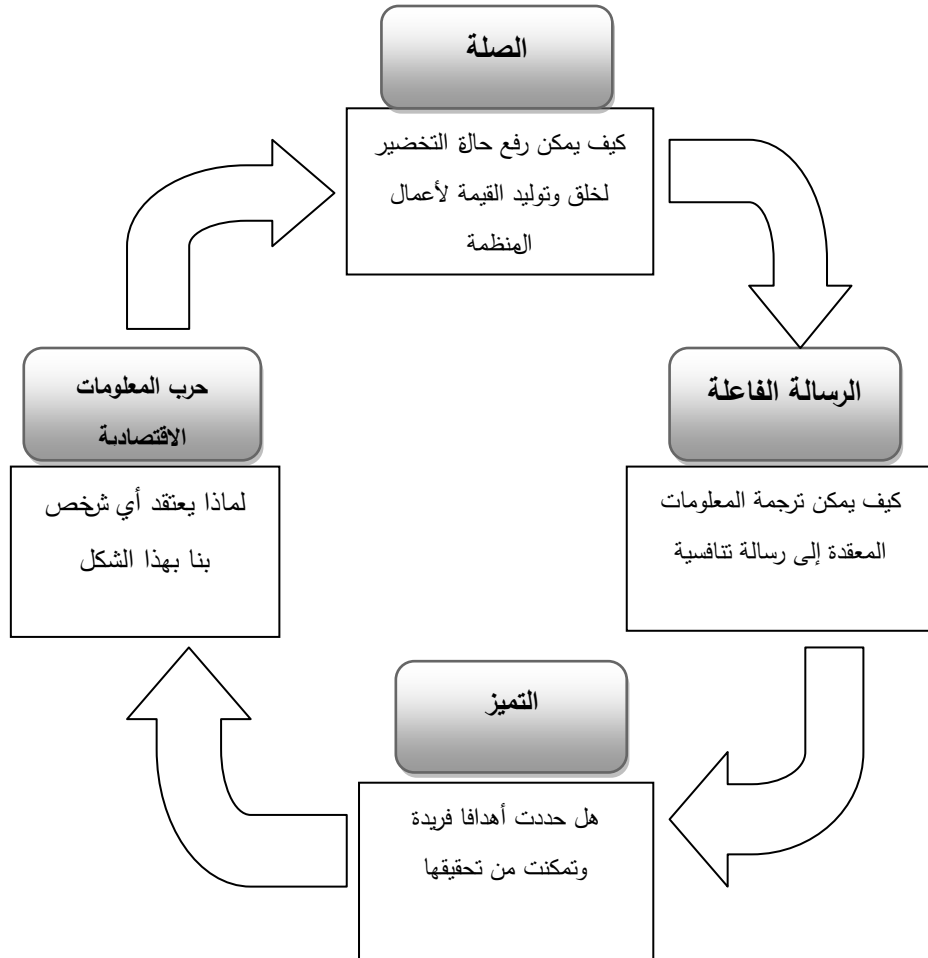 الصلة
كيف يمكن رفع حالة التخضير
لخلق وتوليد القيمة لأعمال
المنظمة
الرسالة الفاعلة
كيف يمكن ترجمة المعلومات
المعقدة إلى رسالة تنافسية
التميز
هل حددت أهدافا فريدة
وتمكنت من تحقيقها
حرب المعلومات
الاقتصادية
لماذا يعتقد أي شخص
بنا بهذا الشكل